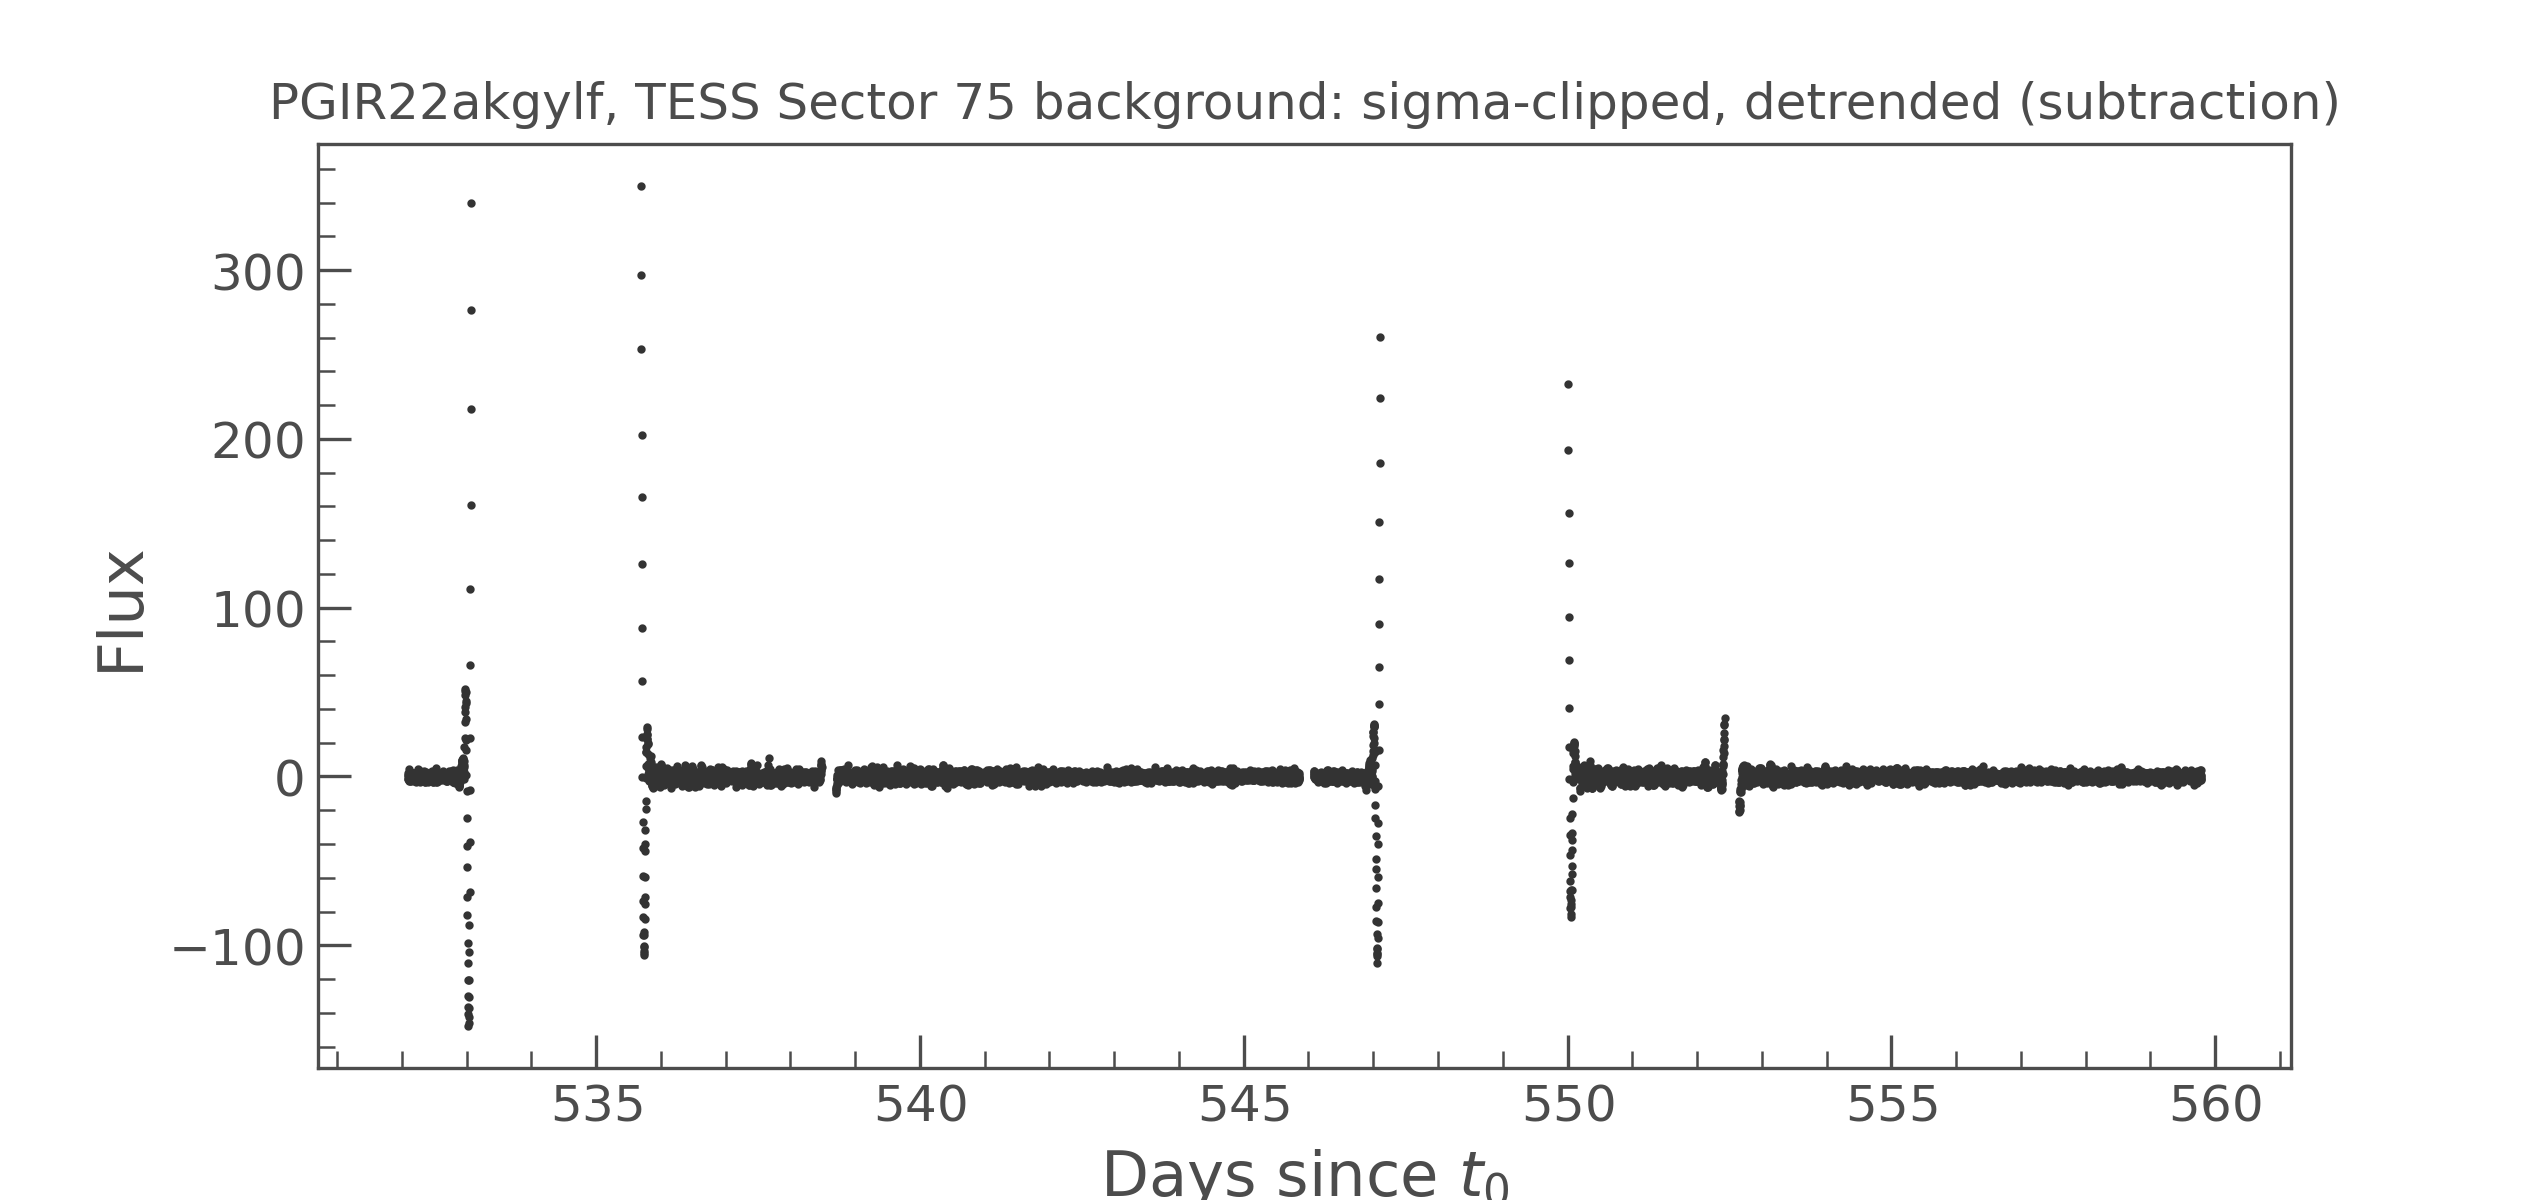 PGIR22akgylf, TESS Sector 75 background: sigma-clipped, detrended (subtraction)
300
200
100
0
−100
Flux
535 540 545 550 555 560
Days since t₀